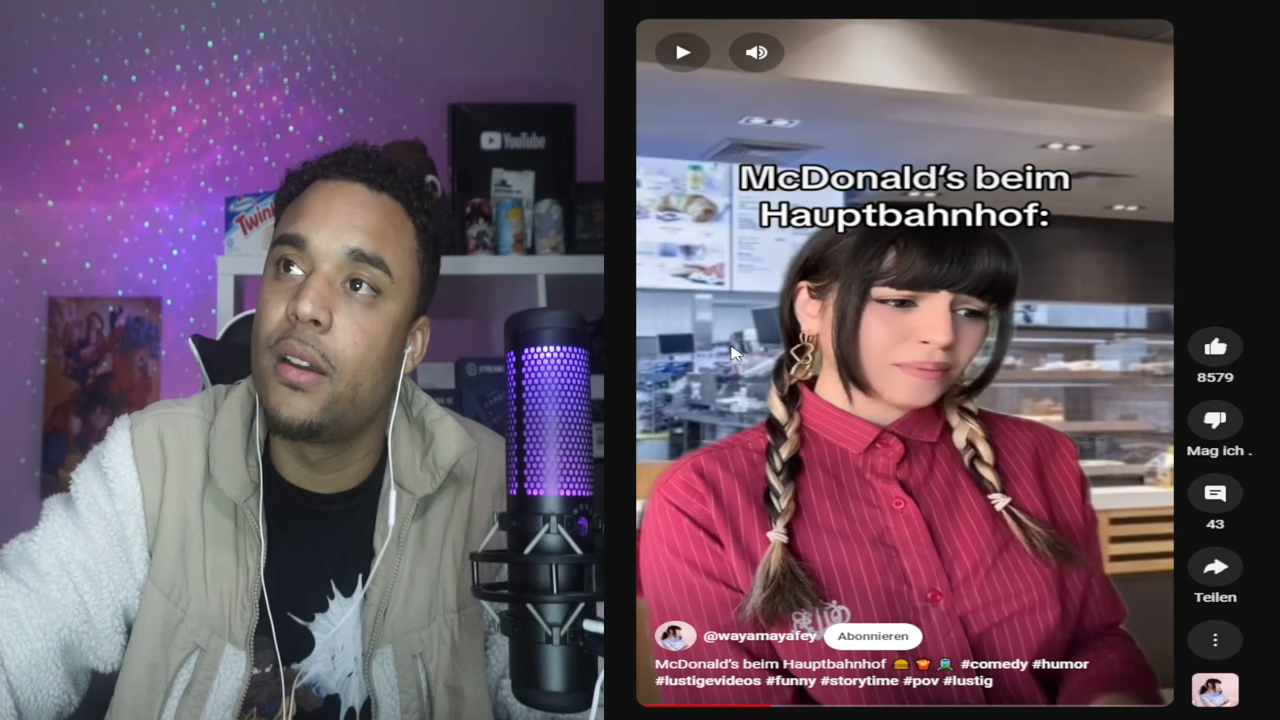 YouTube
Twin
McDonald's beim
Hauptbahnhof:
8579
Mag ich .
43
Teilen
@wayamayafey
Abonnieren
McDonald's beim Hauptbahnhof #comedy #humor
#lustigevideos #funny #storytime #pov #lustig